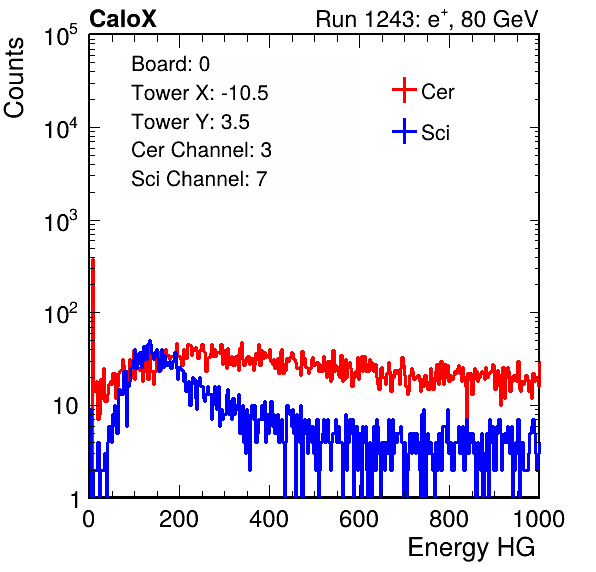 CaloX Run 1243: e+, 80 GeV
Counts
Board: 0
Tower X: -10.5
Tower Y: 3.5
Cer Channel: 3
Sci Channel: 7
Cer
Sci
10^5
10^4
10^3
10^2
10
1
0 200 400 600 800 1000
Energy HG